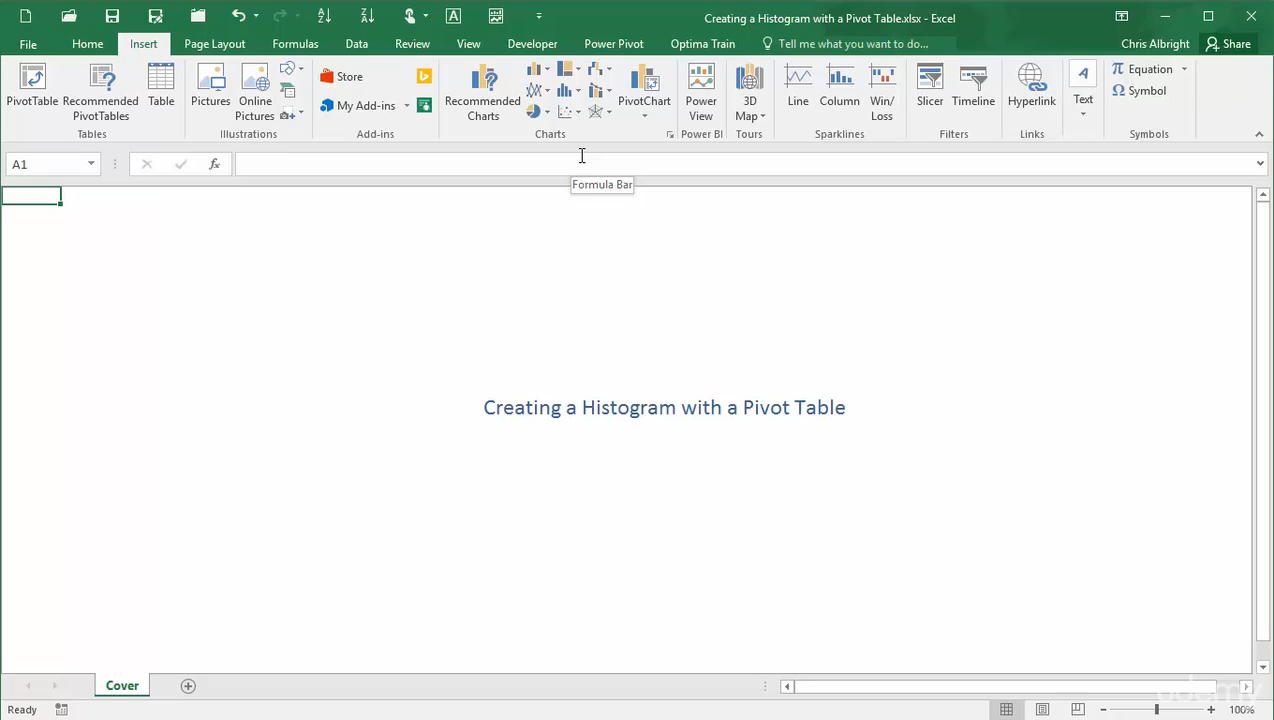 Creating a Histogram with a Pivot Table.xlsx - Excel
File Home Insert Page Layout Formulas Data Review View Developer Power Pivot Optima Train Tell me what you want to do... Chris Albright Share
PivotTable Recommended PivotTables Table Pictures Online Pictures Store My Add-ins Recommended Charts PivotChart Power View 3D Map Line Column Win/Loss Slicer Timeline Hyperlink Text Equation Symbol
Tables Illustrations Add-ins Charts Power BI Tours Sparklines Filters Links Symbols
A1 fx
Formula Bar
Creating a Histogram with a Pivot Table
Cover
udemy
Ready 100%